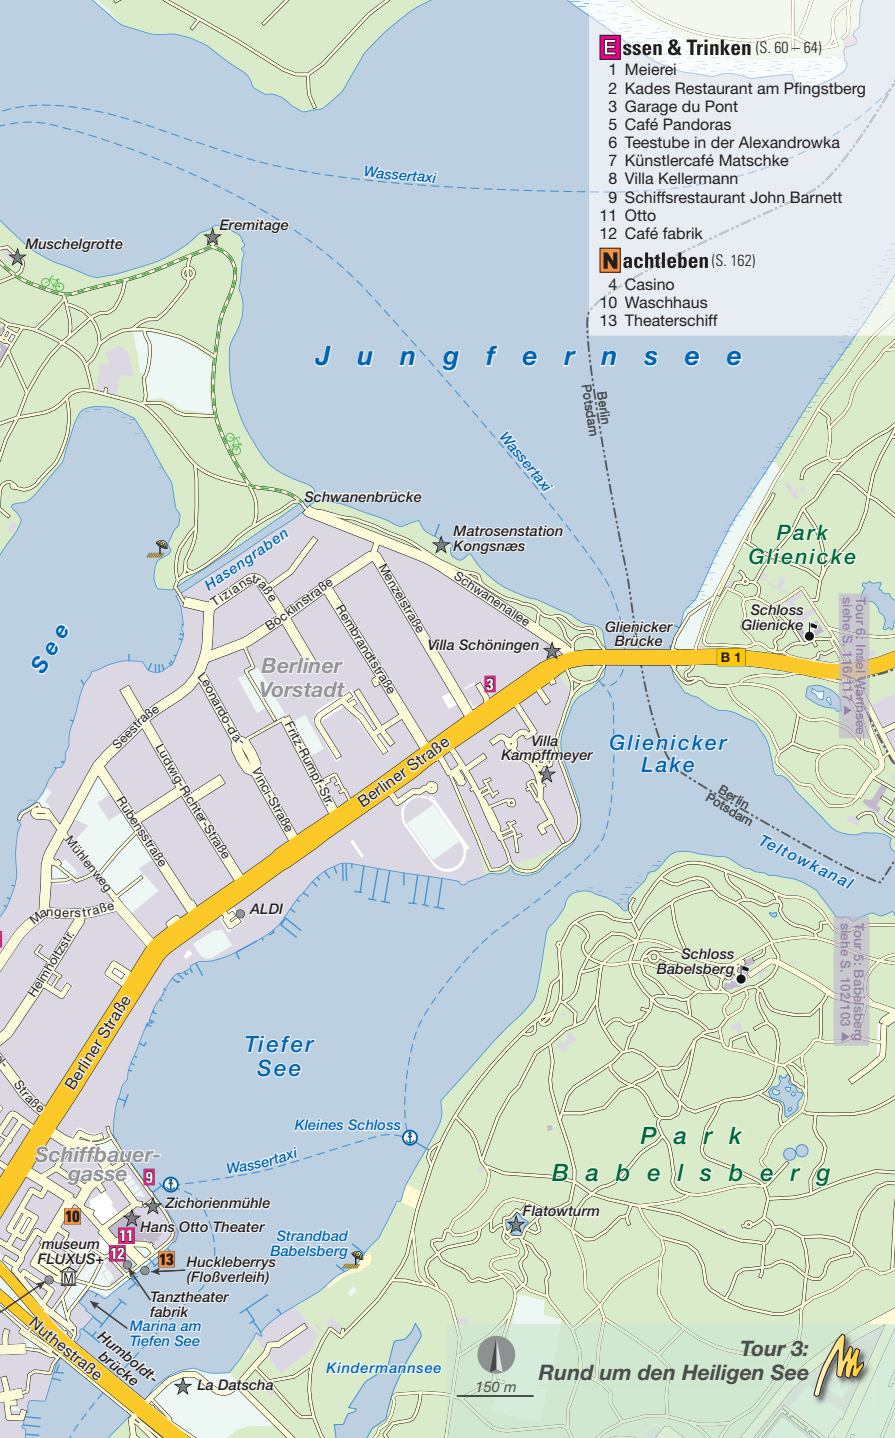 Essen & Trinken (S. 60 – 64)
1 Meierei
2 Kades Restaurant am Pfingstberg
3 Garage du Pont
5 Café Pandoras
6 Teestube in der Alexandrowka
7 Künstlercafé Matschke
8 Villa Kellermann
9 Schiffsrestaurant John Barnett
11 Otto
12 Café fabrik
Nachtleben (S. 162)
4 Casino
10 Waschhaus
13 Theaterschiff
Wassertaxi
Eremitage
Muschelgrotte
Jungfernsee
Berlin
Potsdam
Wassertaxi
Schwanenbrücke
Matrosenstation
Kongsnæs
Park
Glienicke
Hasengraben
Tizianstraße
Böcklinstraße
Menzelstraße
Schwanenallee
Rembrandtstraße
Schloss
Glienicke
Glienicker
Brücke
Tour 6: Insel Wannsee
siehe S. 116/117
See
Villa Schöningen
B 1
Berliner
Vorstadt
3
Leonardo-da-
Vinci-Straße
Seestraße
Fritz-Rumpf-Str.
Villa
Kampffmeyer
Glienicker
Lake
Ludwig-Richter-Straße
Berliner Straße
Rubensstraße
Berlin
Potsdam
Teltowkanal
Mühlenweg
Mangerstraße
ALDI
Helmholtzstr.
Schloss
Babelsberg
Tour 5: Babelsberg
siehe S. 102/103
Berliner Straße
Tiefer
See
Straße
Kleines Schloss
Park
Babelsberg
Schiffbauer-
gasse
Wassertaxi
9
Zichorienmühle
10
Hans Otto Theater
11
Flatowturm
museum
FLUXUS+
12
13
Strandbad
Babelsberg
Huckleberrys
(Floßverleih)
M
Tanztheater
fabrik
Marina am
Tiefen See
Humboldt-
brücke
Nuthestraße
Kindermannsee
La Datscha
150 m
Tour 3:
Rund um den Heiligen See